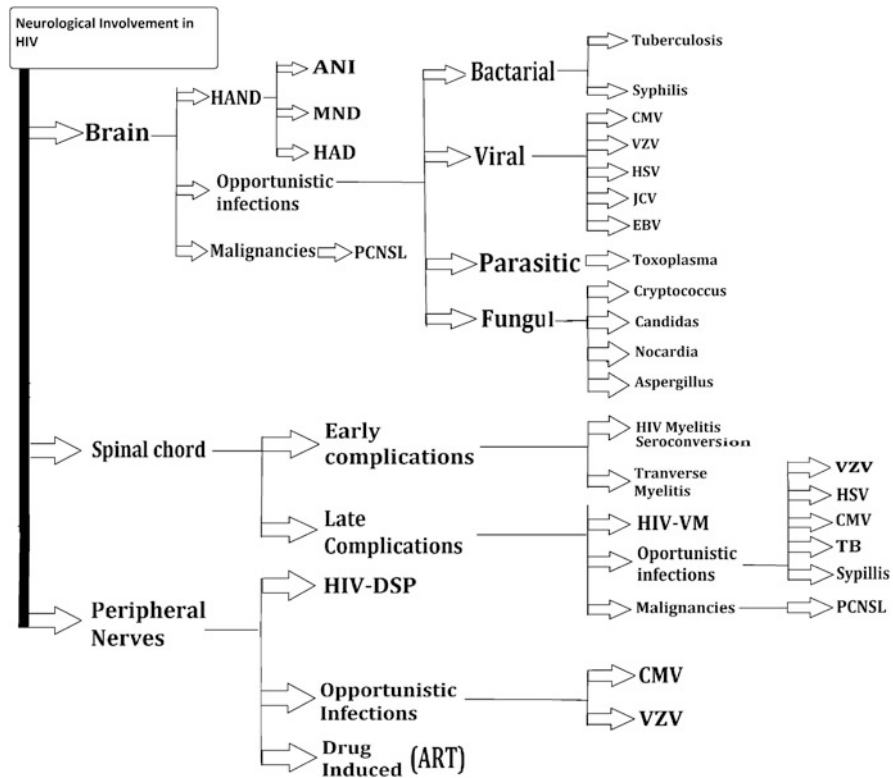 Neurological Involvement in
HIV
Brain
HAND
ANI
MND
HAD
Opportunistic
infections
Bactarial
Tuberculosis
Syphilis
Viral
CMV
VZV
HSV
JCV
EBV
Parasitic
Toxoplasma
Fungul
Cryptococcus
Candidas
Nocardia
Aspergillus
Malignancies
PCNSL
Spinal chord
Early
complications
HIV Myelitis
Seroconversion
Tranverse
Myelitis
Late
Complications
HIV-VM
Oportunistic
infections
VZV
HSV
CMV
TB
Sypillis
Malignancies
PCNSL
Peripheral
Nerves
HIV-DSP
Opportunistic
Infections
CMV
VZV
Drug
Induced (ART)